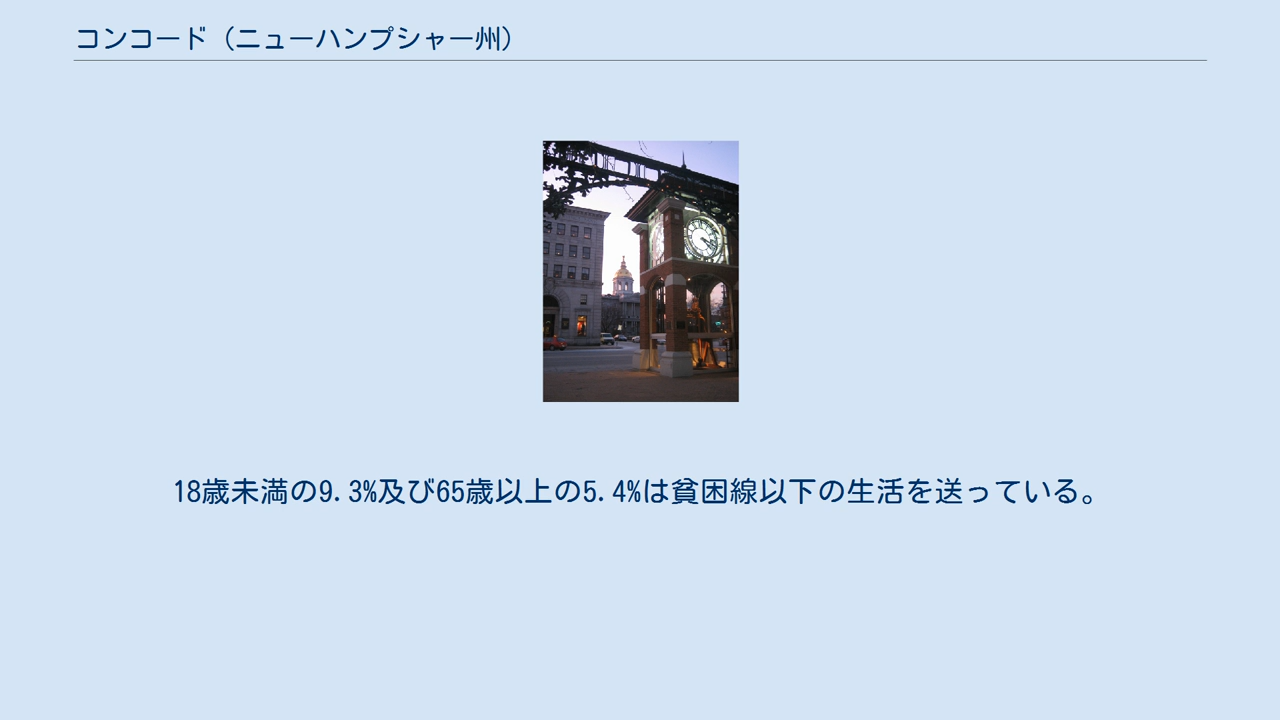 コンコード（ニューハンプシャー州）
18歳未満の9.3%及び65歳以上の5.4%は貧困線以下の生活を送っている。